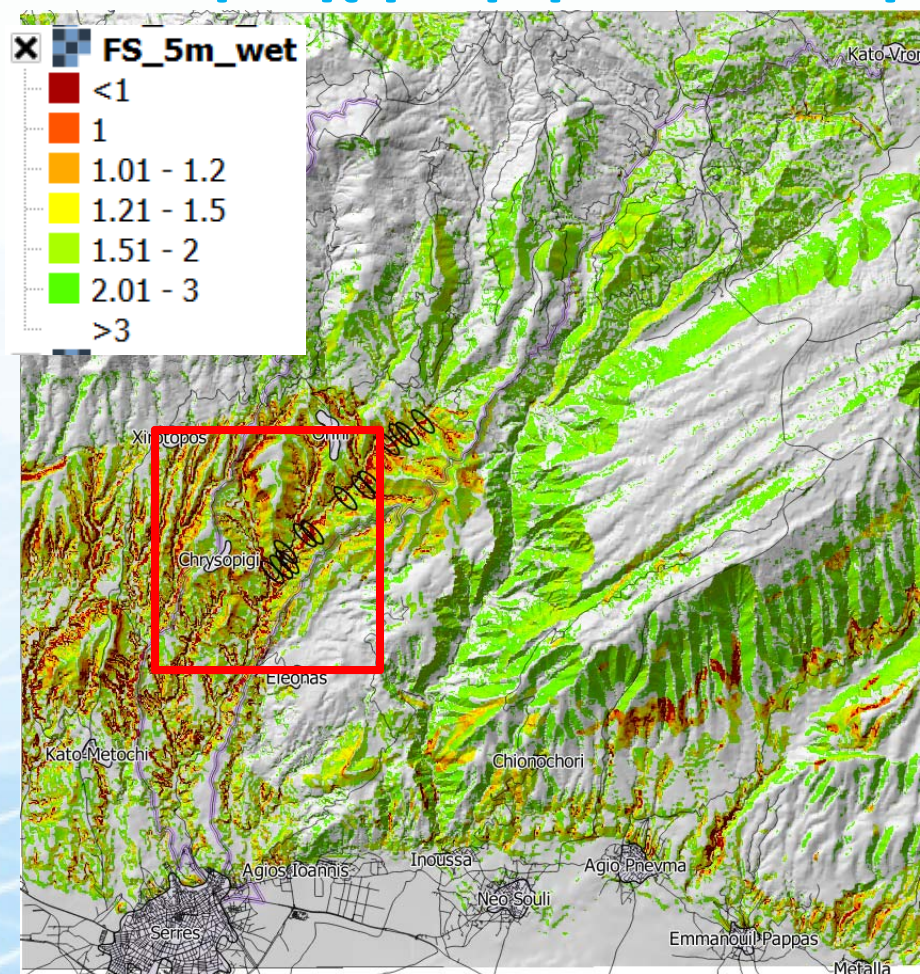 FS_5m_wet
<1
1
1.01 - 1.2
1.21 - 1.5
1.51 - 2
2.01 - 3
>3
Kato Vron
Xirotopos
Chrysopigi
Eleonas
Kato Metochi
Chionochori
Agios Ioannis
Inoussa
Agio Pnevma
Neo Souli
Serres
Emmanouil Pappas
Metalla